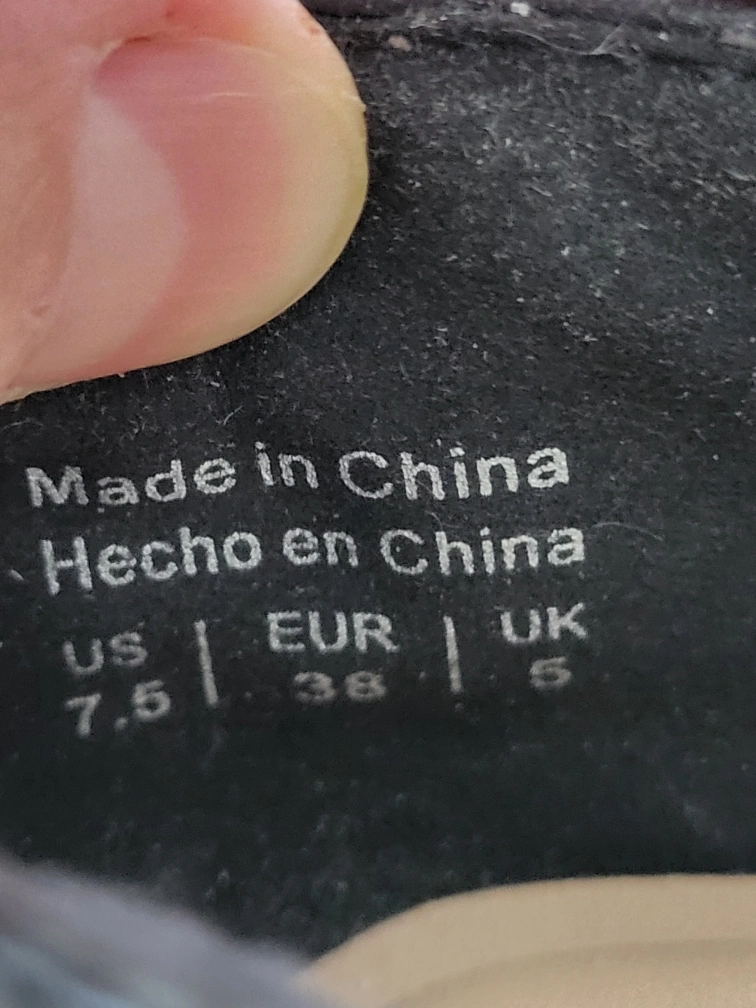 Made in China
Hecho en China
US | EUR | UK
7.5 | 38 | 5